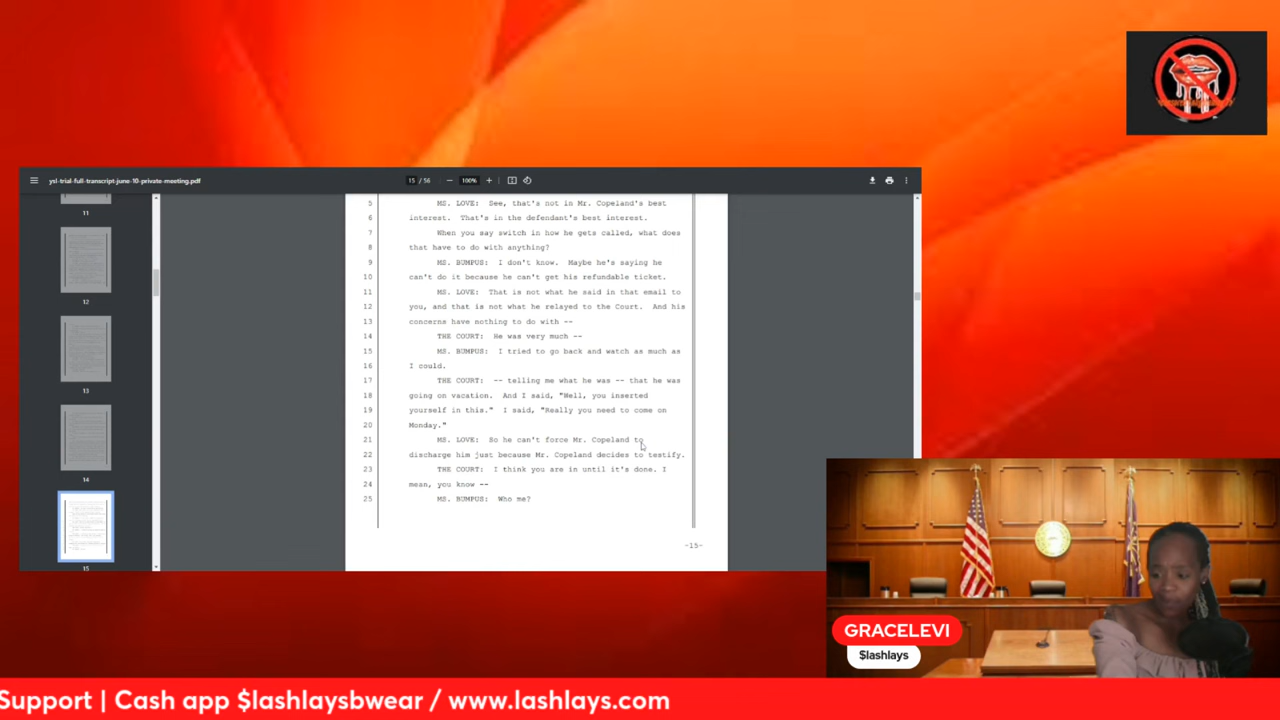 ysl-trial-full-transcript-june-10-private-meeting.pdf
15 / 56
100%
11
12
13
14
15
5 MS. LOVE: See, that's not in Mr. Copeland's best
6 interest. That's in the defendant's best interest.
7 When you say switch in how he gets called, what does
8 that have to do with anything?
9 MS. BUMPUS: I don't know. Maybe he's saying he
10 can't do it because he can't get his refundable ticket.
11 MS. LOVE: That is not what he said in that email to
12 you, and that is not what he relayed to the Court. And his
13 concerns have nothing to do with --
14 THE COURT: He was very much --
15 MS. BUMPUS: I tried to go back and watch as much as
16 I could.
17 THE COURT: -- telling me what he was -- that he was
18 going on vacation. And I said, "Well, you inserted
19 yourself in this." I said, "Really you need to come on
20 Monday."
21 MS. LOVE: So he can't force Mr. Copeland to
22 discharge him just because Mr. Copeland decides to testify.
23 THE COURT: I think you are in until it's done. I
24 mean, you know --
25 MS. BUMPUS: Who me?
-15-
GRACELEVI
$lashlays
Support | Cash app $lashlaysbwear / www.lashlays.com